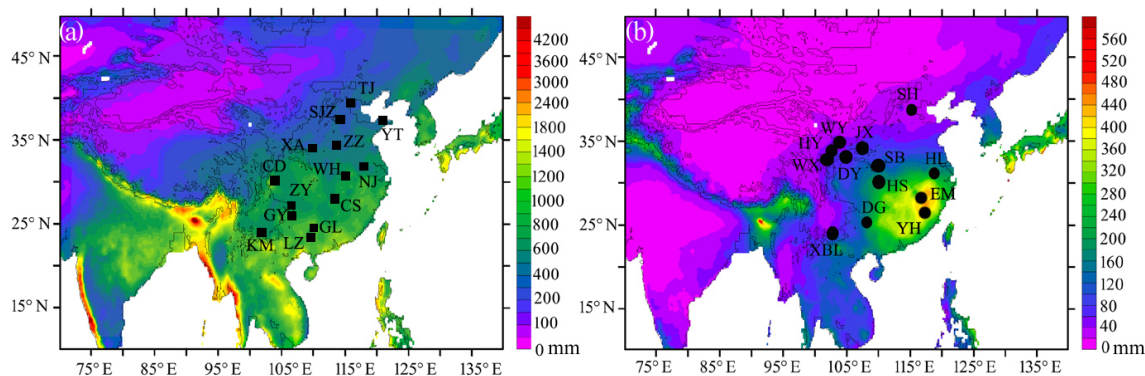 (a)
45° N
35° N
25° N
15° N
75° E
85° E
95° E
105° E
115° E
125° E
135° E
TJ
SJZ
YT
XA
ZZ
CD
WH
NJ
ZY
GY
CS
GL
KM
LZ
4200
3600
2400
1800
1400
1200
1000
800
600
400
200
100
0 mm
(b)
45° N
35° N
25° N
15° N
75° E
85° E
95° E
105° E
115° E
125° E
135° E
SH
WY
JX
HY
SB
WX
DY
HL
HS
EM
DG
YH
XBL
560
480
400
360
320
280
240
200
160
120
80
40
0 mm